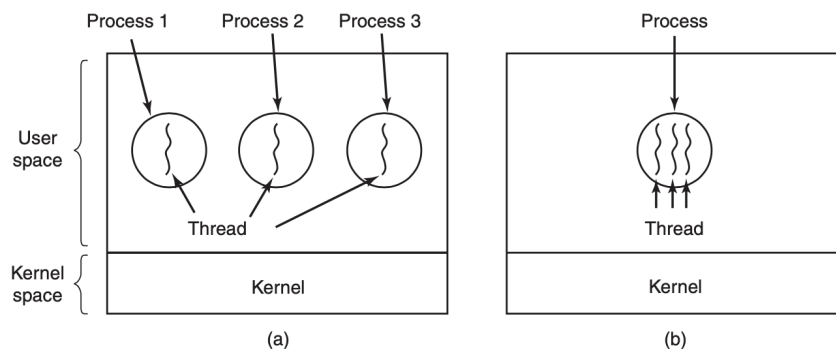 Process 1
Process 2
Process 3
Process
User
space
Thread
Thread
Kernel
space
Kernel
Kernel
(a)
(b)